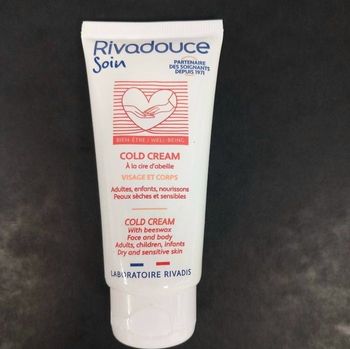 Rivadouce
Soin
PARTENAIRE
DES SOIGNANTS
DEPUIS 1971
BIEN-ÊTRE / WELL-BEING
COLD CREAM
À la cire d'abeille
VISAGE ET CORPS
Adultes, enfants, nourissons
Peaux sèches et sensibles
COLD CREAM
With beeswax
Face and body
Adults, children, infants
Dry and sensitive skin
LABORATOIRE RIVADIS